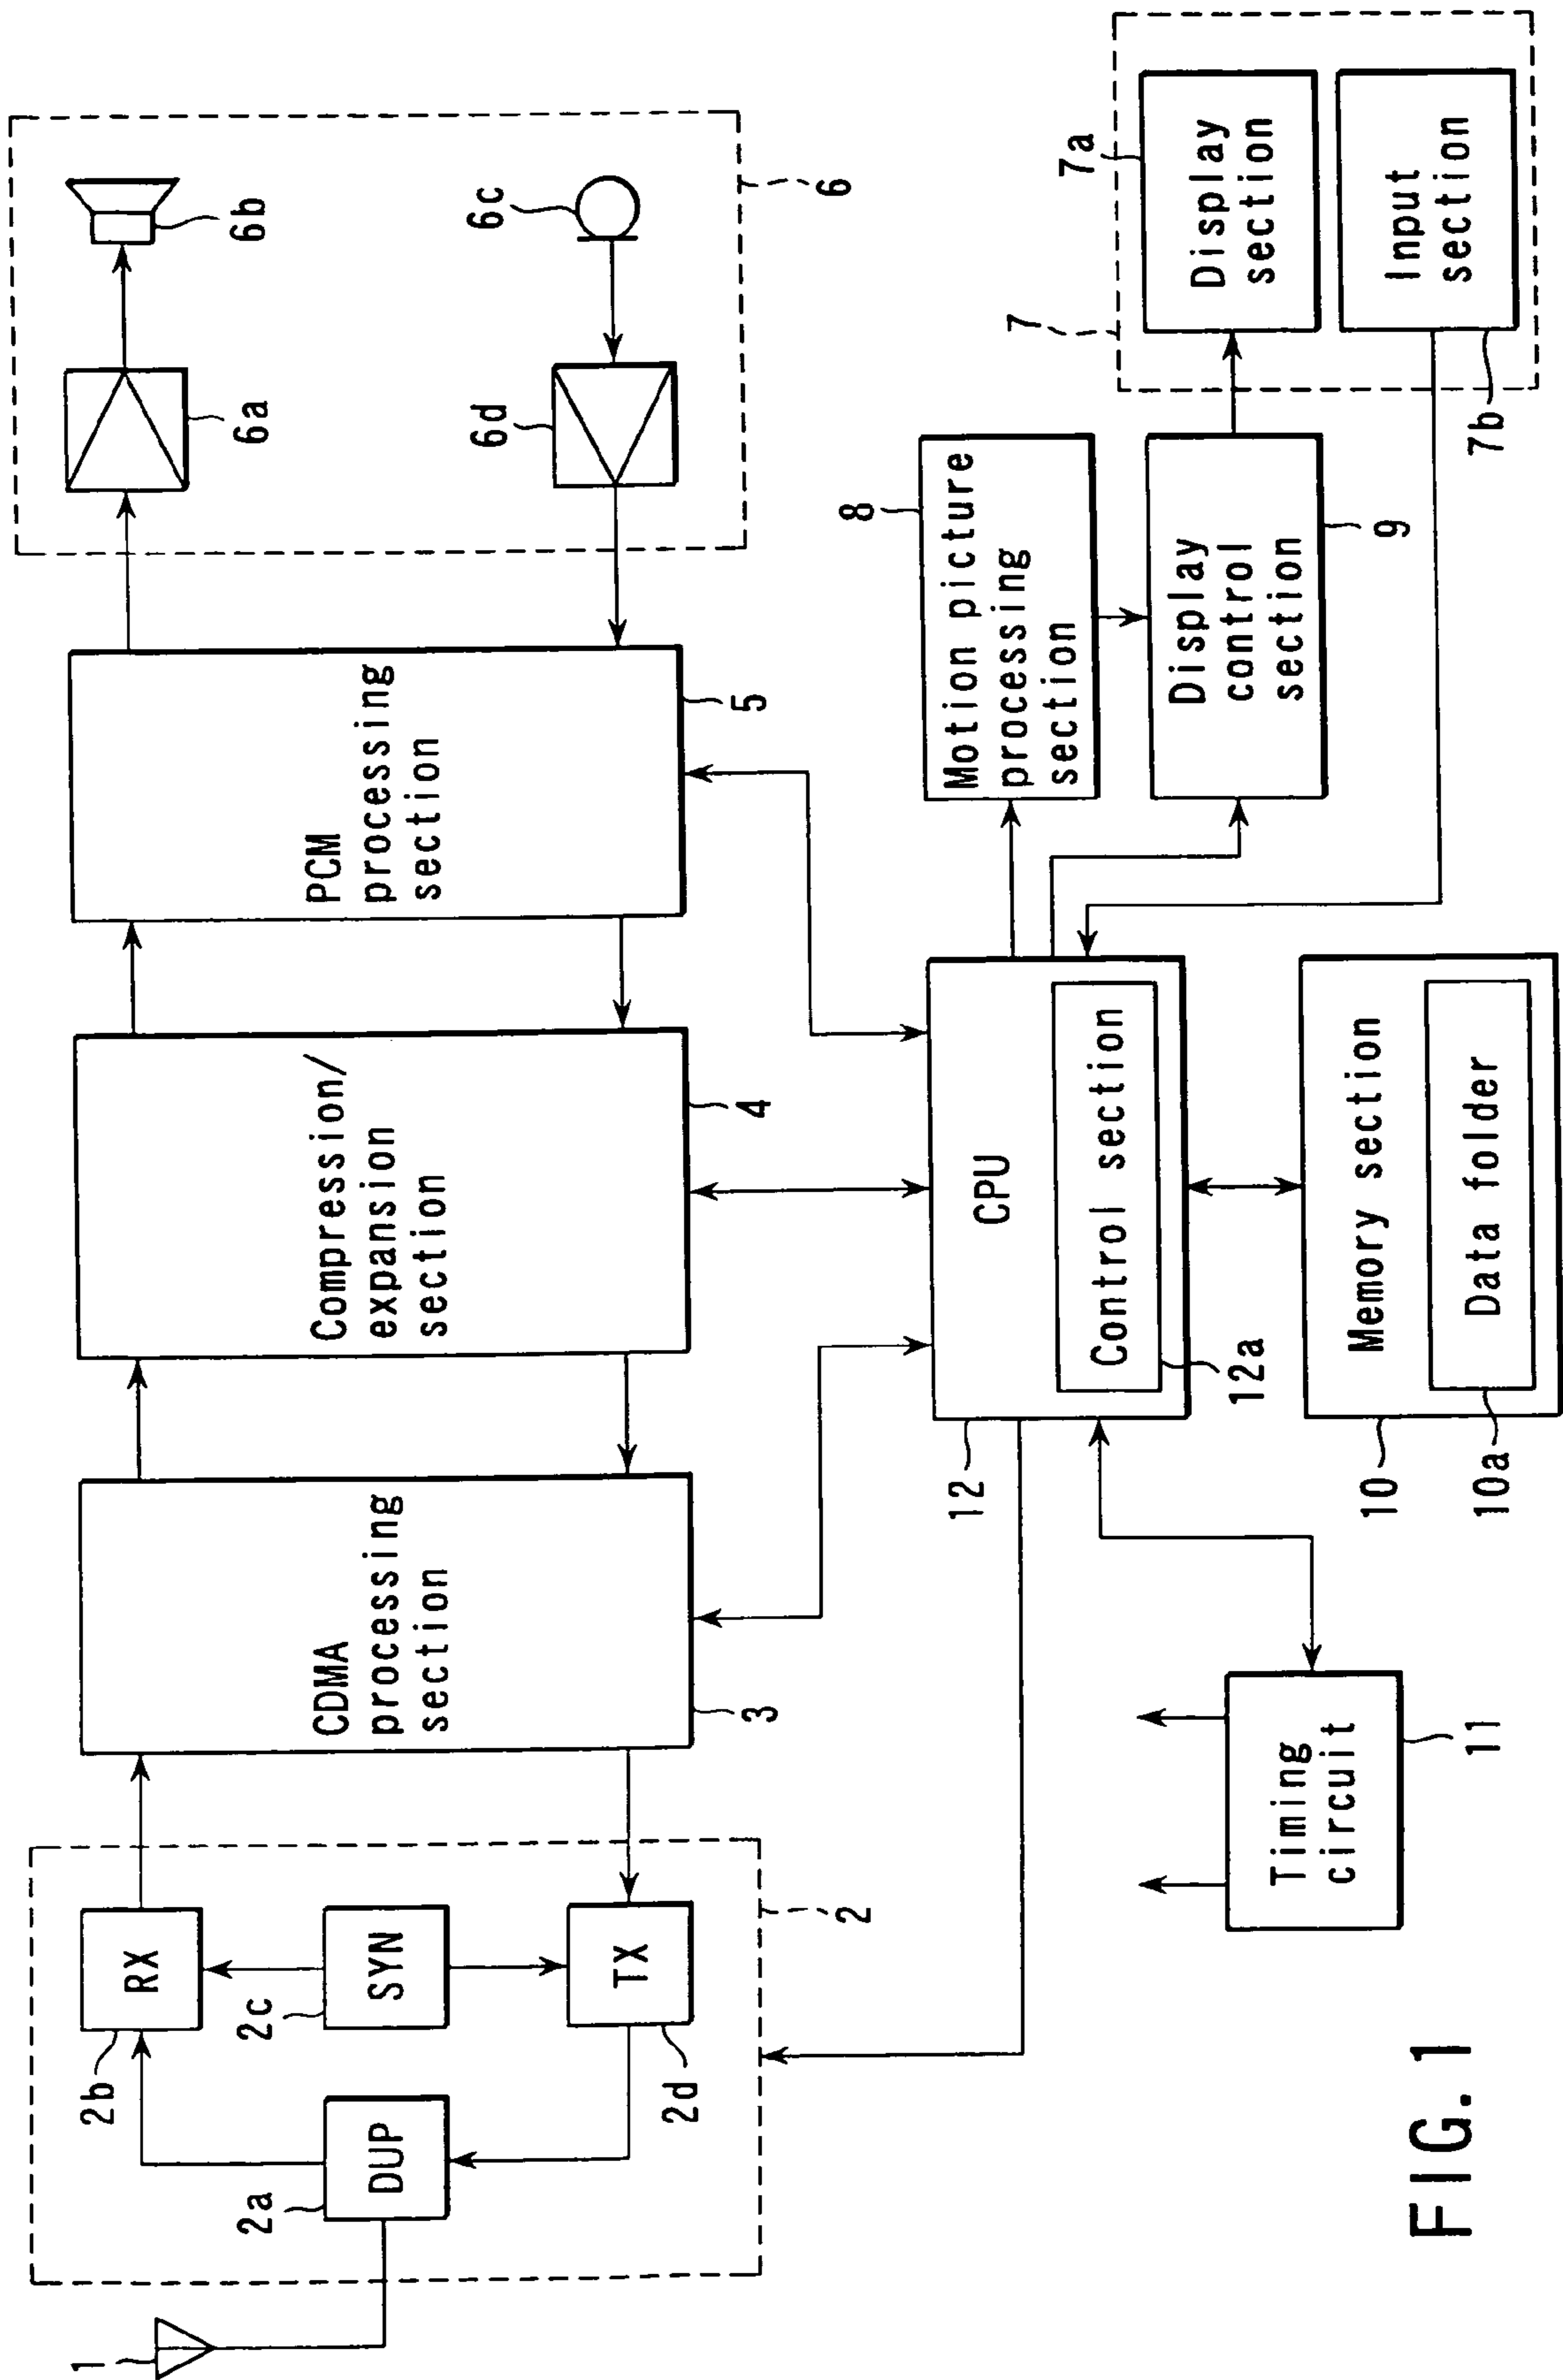 1
2a
DUP
2b
RX
2c
SYN
2d
TX
2
CDMA
processing
section
3
Compression/
expansion
section
4
PCM
processing
section
5
6a
6b
6c
6d
6
12
CPU
Control section
12a
Motion picture
processing
section
8
Display
control
section
9
7
7a
Display
section
Input
section
7b
Timing
circuit
11
10
Memory section
Data folder
10a
FIG. 1